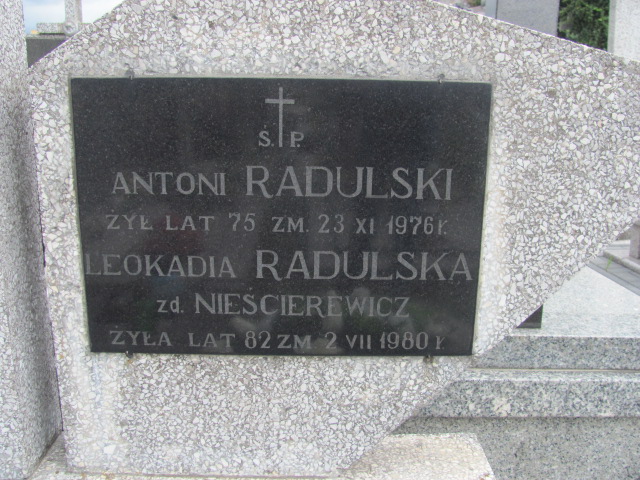 Ś. P.
ANTONI RADULSKI
ŻYŁ LAT 75 ZM. 23 XI 1976 r.
LEOKADIA RADULSKA
zd. NIEŚCIEREWICZ
ŻYŁA LAT 82 ZM 2 VII 1980 r.